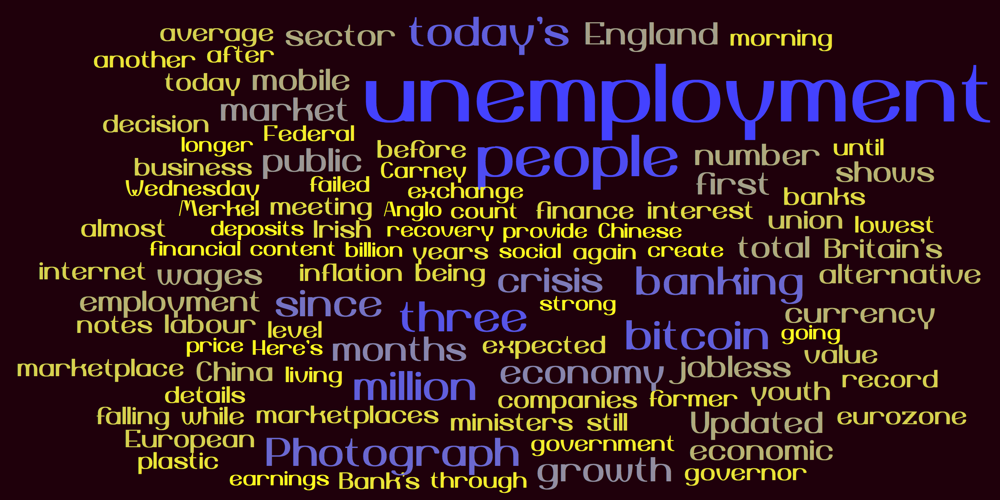 average sector today's England morning
another after
today mobile unemployment
market
decision Federal
longer before people number until
business public Carney first shows
Wednesday failed exchange banks
Merkel meeting Anglo count finance interest union lowest
almost deposits Irish recovery provide Chinese
financial content billion years social again create total Britain's
internet wages inflation being crisis banking alternative
employment since three strong currency
notes labour level bitcoin going
price Here's months expected value
marketplace China living million economy jobless record
details companies former youth
falling while marketplaces ministers still Updated eurozone
European Photograph government economic
plastic growth governor
earnings Bank's through